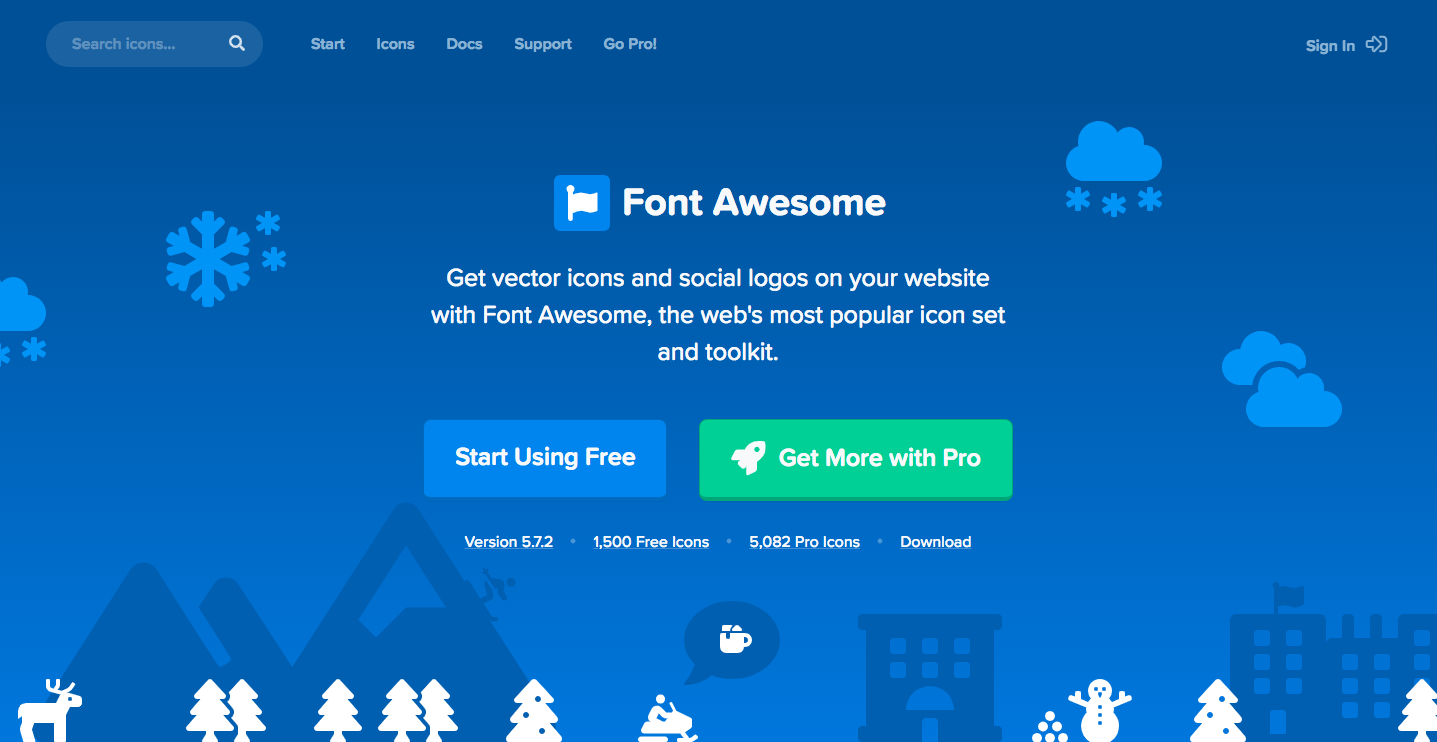 Search icons...
Start
Icons
Docs
Support
Go Pro!
Sign In
Font Awesome
Get vector icons and social logos on your website
with Font Awesome, the web's most popular icon set
and toolkit.
Start Using Free
Get More with Pro
Version 5.7.2
1,500 Free Icons
5,082 Pro Icons
Download